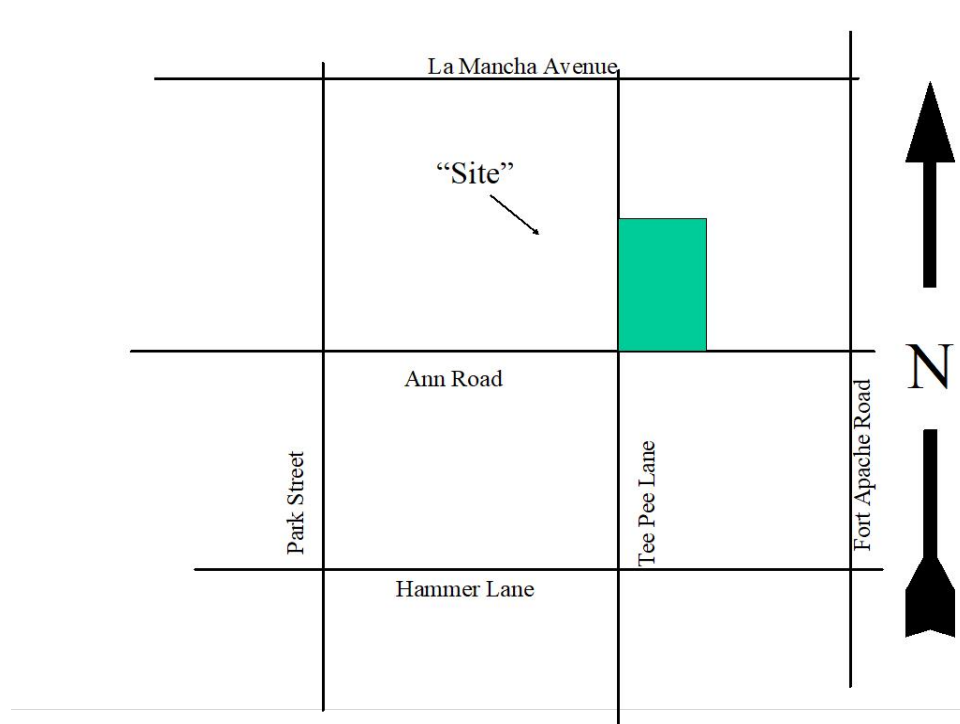 La Mancha Avenue
“Site”
N
Ann Road
Fort Apache Road
Tee Pee Lane
Park Street
Hammer Lane